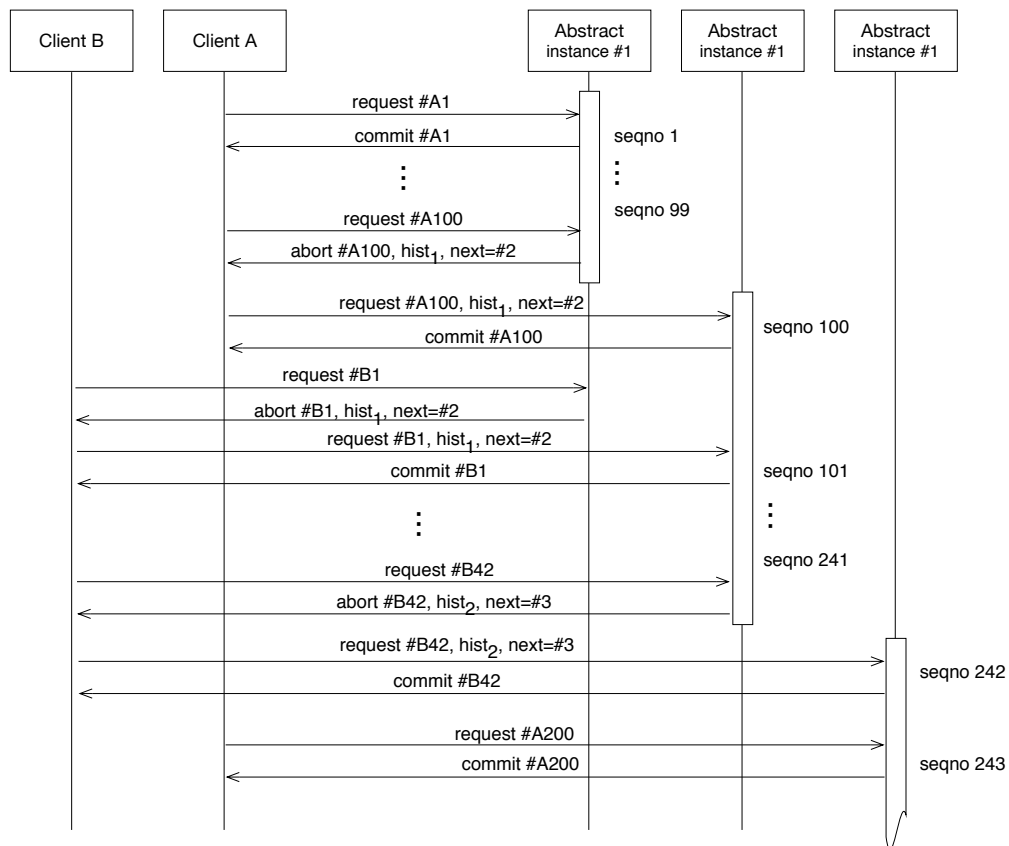 Client B
Client A
Abstract
instance #1
Abstract
instance #1
Abstract
instance #1
request #A1
commit #A1
seqno 1
seqno 99
request #A100
abort #A100, hist1, next=#2
request #A100, hist1, next=#2
seqno 100
commit #A100
request #B1
abort #B1, hist1, next=#2
request #B1, hist1, next=#2
commit #B1
seqno 101
seqno 241
request #B42
abort #B42, hist2, next=#3
request #B42, hist2, next=#3
seqno 242
commit #B42
request #A200
commit #A200
seqno 243